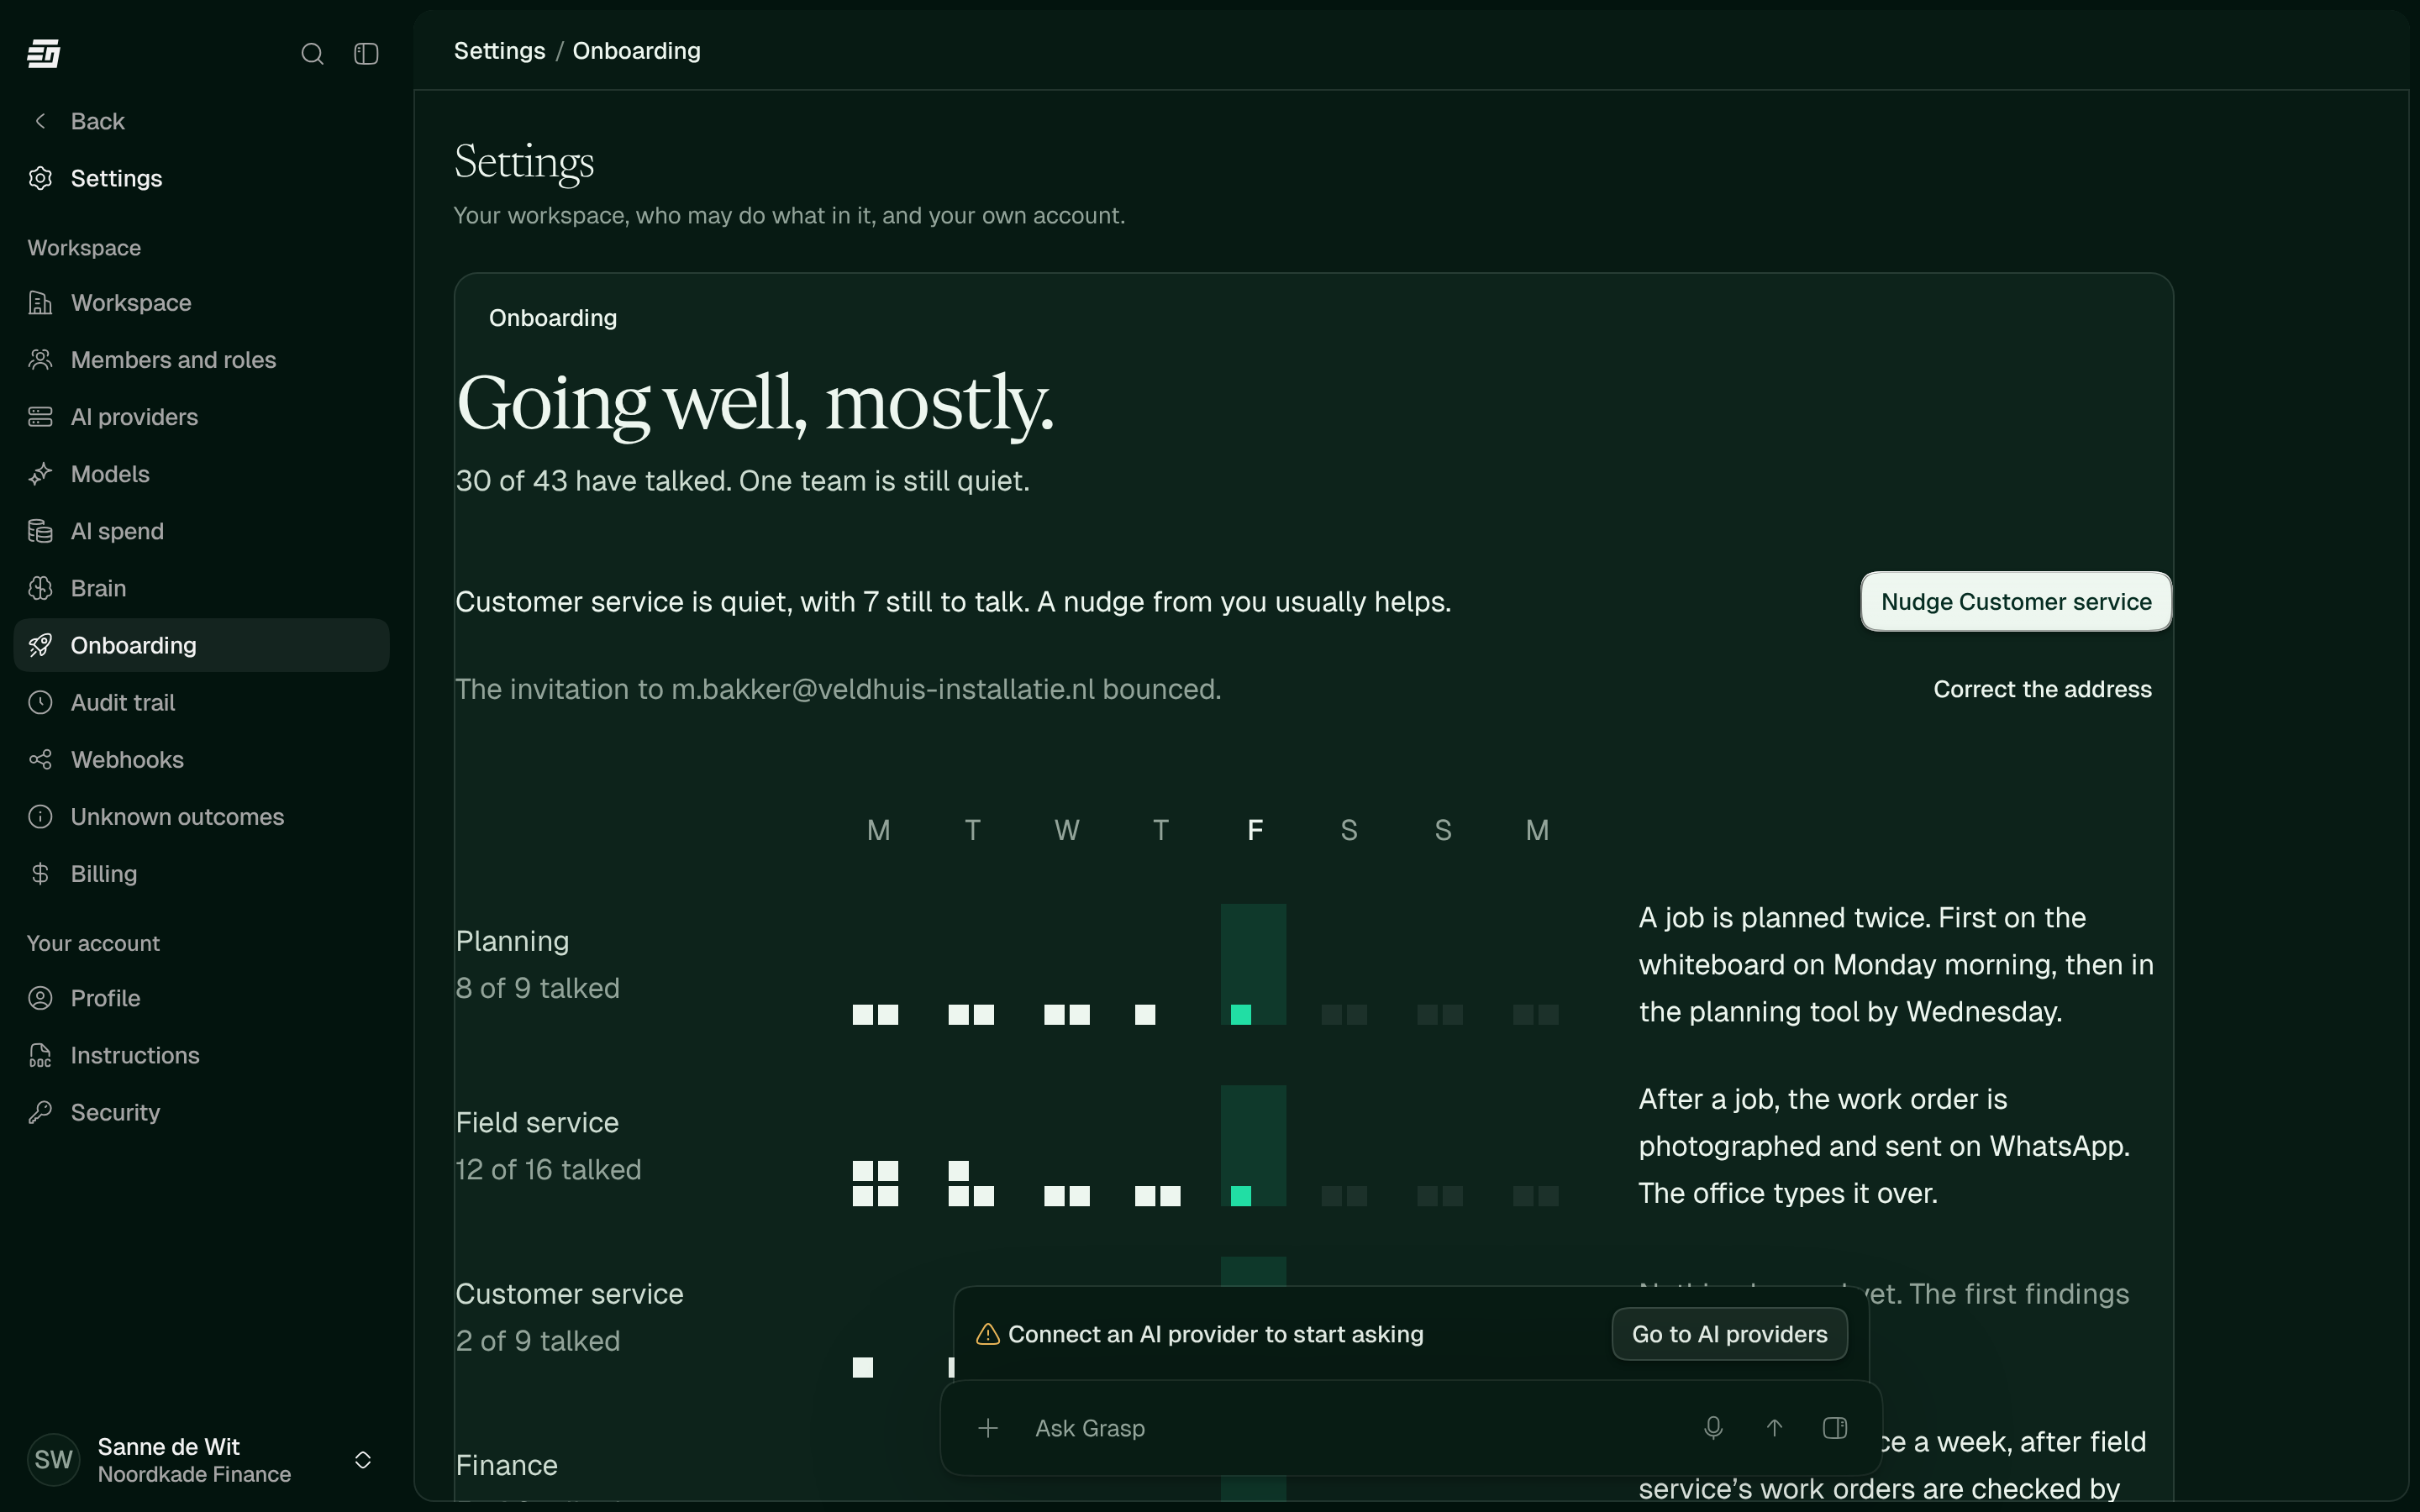 Settings / Onboarding
Back
Settings
Workspace
Workspace
Members and roles
AI providers
Models
AI spend
Brain
Onboarding
Audit trail
Webhooks
Unknown outcomes
Billing
Your account
Profile
Instructions
Security
SW
Sanne de Wit
Noordkade Finance
Settings
Your workspace, who may do what in it, and your own account.
Onboarding
Going well, mostly.
30 of 43 have talked. One team is still quiet.
Customer service is quiet, with 7 still to talk. A nudge from you usually helps.
Nudge Customer service
The invitation to m.bakker@veldhuis-installatie.nl bounced.
Correct the address
M T W T F S S M
Planning
8 of 9 talked
A job is planned twice. First on the
whiteboard on Monday morning, then in
the planning tool by Wednesday.
Field service
12 of 16 talked
After a job, the work order is
photographed and sent on WhatsApp.
The office types it over.
Customer service
2 of 9 talked
The first findings
Connect an AI provider to start asking
Go to AI providers
Ask Grasp
Finance
a week, after field
service’s work orders are checked by